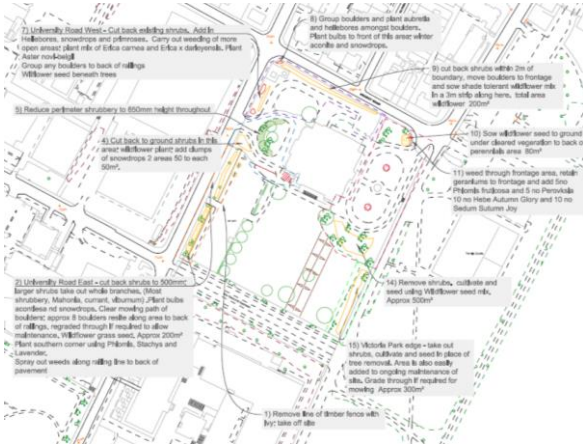 7) University Road West - Cut back existing shrubs. Add in
Hellebores, snowdrops and primroses. Carry out weeding of more
open areas; plant mix of Erica carnea and Erica x darleyensis. Plant
Aster novi-belgii
Group any boulders to back of railings
Wildflower seed beneath trees
8) Group boulders and plant aubretia
and hellebores amongst boulders.
Plant bulbs to front of this area; winter
aconite and snowdrops.
9) cut back shrubs within 2m of
boundary, move boulders to frontage
and sow shade tolerant wildflower mix
in a 3m strip along here, total area
wildflower 200m²
5) Reduce perimeter shrubbery to 850mm height throughout
4) Cut back to ground shrubs in this
area; wildflower plant; add clumps
of snowdrops 2 areas 50 to each
50m².
10) Sow wildflower seed to ground
under cleared vegetation to back of
perennials area 80m²
11) weed through frontage area, retain
geraniums to frontage and add 5no
Phlomis fruticosa and 5 no Perovksia
10 no Hebe Autumn Glory and 10 no
Sedum Sutumn Joy
2) University Road East - cut back shrubs to 500mm;
larger shrubs take out whole branches, (Most
shrubbery, Mahonia, currant, viburnum) .Plant bulbs
aconites nd snowdrops. Clear mowing path of
boulders; approx 8 boulders resite along area to back
of railings, regraded through if required to allow
maintenance, Wildflower grass seed, Approx 200m²
Plant southern corner using Phlomis, Stachys and
Lavender.
Spray out weeds along railing line to back of
pavement
14) Remove shrubs, cultivate and
seed using Wildflower seed mix,
Approx 500m²
15) Victoria Park edge - take out
shrubs, cultivate and seed in place of
tree removal. Area is also easily
added to ongoing maintenance of
site. Grade through if required for
mowing Approx 300m²
1) Remove line of timber fence with
Ivy; take off site